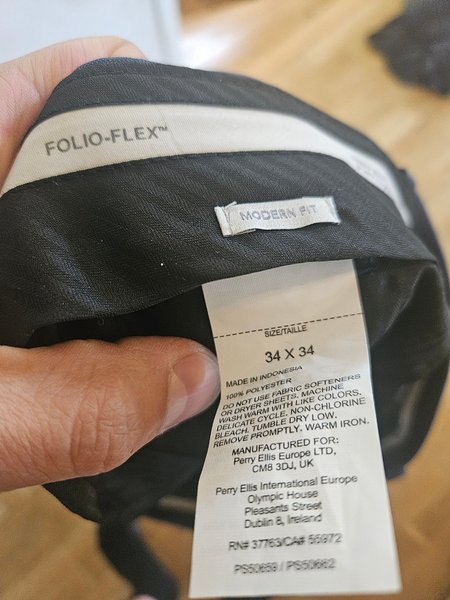 FOLIO-FLEX™
MODERN FIT
SIZE/TAILLE
34 X 34
MADE IN INDONESIA
100% POLYESTER
DO NOT USE FABRIC SOFTENERS
OR DRYER SHEETS. MACHINE
WASH WARM WITH LIKE COLORS.
DELICATE CYCLE. NON-CHLORINE
BLEACH. TUMBLE DRY LOW.
REMOVE PROMPTLY. WARM IRON.
MANUFACTURED FOR:
Perry Ellis Europe LTD,
CM8 3DJ, UK
Perry Ellis International Europe
Olympic House
Pleasants Street
Dublin 8, Ireland
RN# 37763/CA# 55972
PS50659 / PS50662